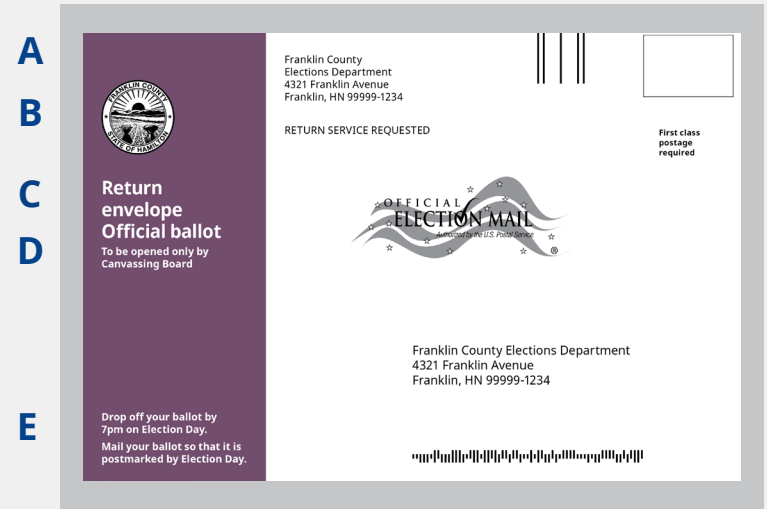 A
B
C
D
E
FRANKLIN COUNTY
STATE OF HAMILTON
Return
envelope
Official ballot
To be opened only by
Canvassing Board
Drop off your ballot by
7pm on Election Day.
Mail your ballot so that it is
postmarked by Election Day.
Franklin County
Elections Department
4321 Franklin Avenue
Franklin, HN 99999-1234
RETURN SERVICE REQUESTED
First class
postage
required
OFFICIAL
ELECTION MAIL
Authorized by the U.S. Postal Service
®
Franklin County Elections Department
4321 Franklin Avenue
Franklin, HN 99999-1234